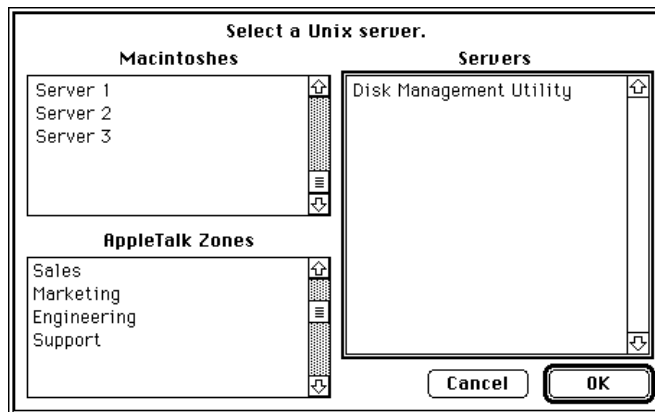 Select a Unix server.
Macintoshes
Server 1
Server 2
Server 3
AppleTalk Zones
Sales
Marketing
Engineering
Support
Servers
Disk Management Utility
Cancel
OK